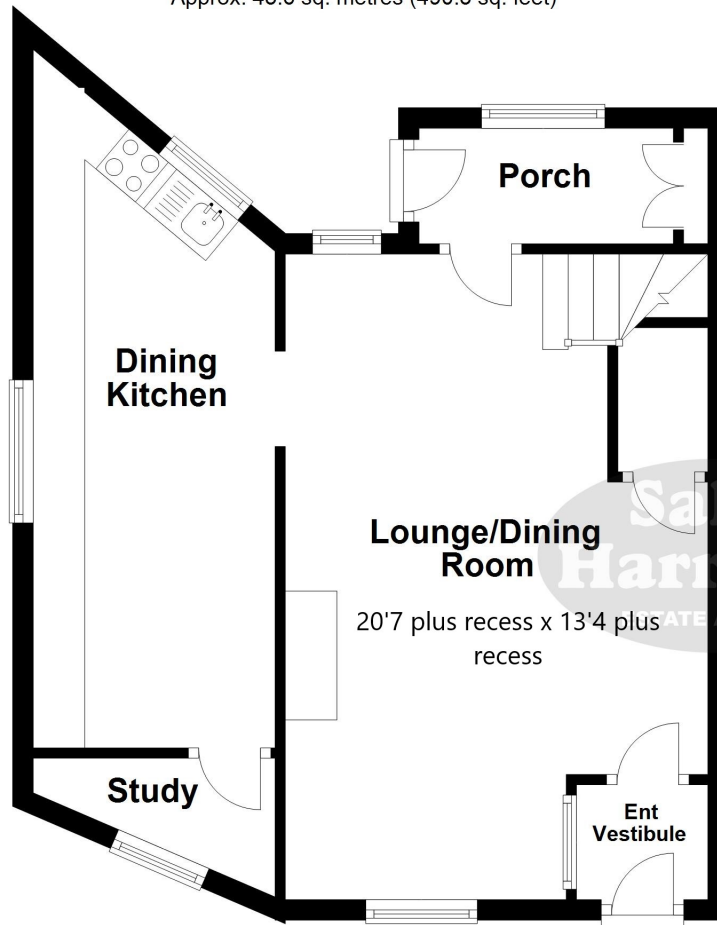 Porch
Dining
Kitchen
Lounge/Dining
Room
20'7 plus recess x 13'4 plus
recess
Study
Ent
Vestibule